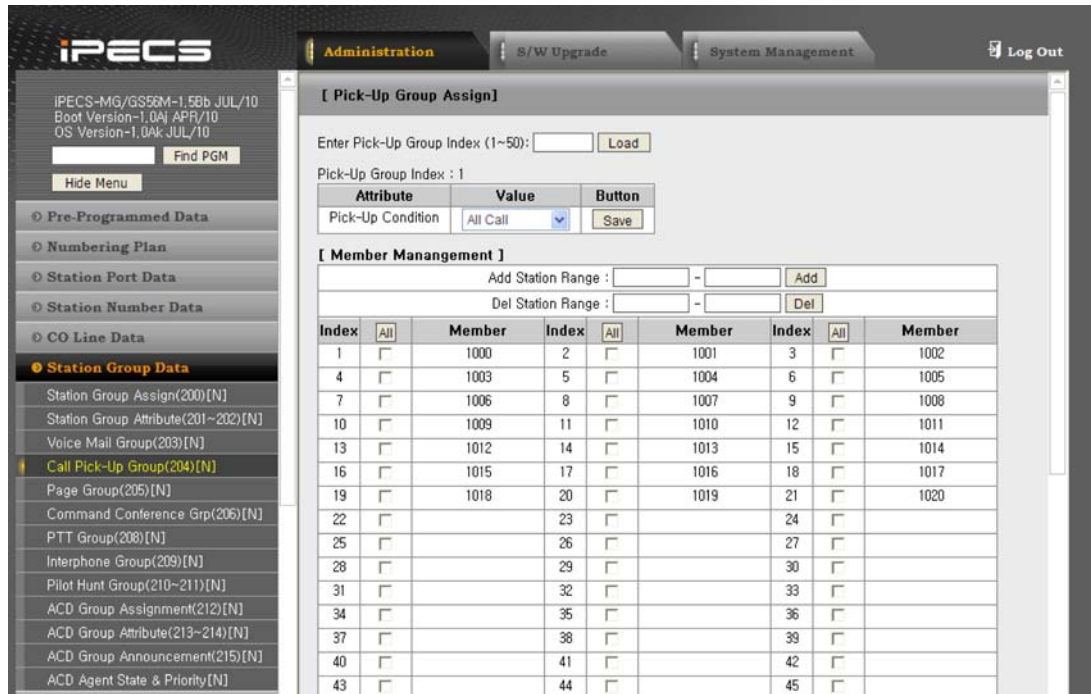 iPECS
Administration
S/W Upgrade
System Management
Log Out
iPECS-MG/GS56M-1.5Bb JUL/10
Boot Version-1.0Aj APR/10
OS Version-1.0Ak JUL/10
Find PGM
Hide Menu
Pre-Programmed Data
Numbering Plan
Station Port Data
Station Number Data
CO Line Data
Station Group Data
Station Group Assign(200)[N]
Station Group Attribute(201~202)[N]
Voice Mail Group(203)[N]
Call Pick-Up Group(204)[N]
Page Group(205)[N]
Command Conference Grp(206)[N]
PTT Group(208)[N]
Interphone Group(209)[N]
Pilot Hunt Group(210~211)[N]
ACD Group Assignment(212)[N]
ACD Group Attribute(213~214)[N]
ACD Group Announcement(215)[N]
ACD Agent State & Priority[N]
[ Pick-Up Group Assign]
Enter Pick-Up Group Index (1~50): Load
Pick-Up Group Index : 1
Attribute Value Button
Pick-Up Condition All Call Save
[ Member Manangement ]
Add Station Range : - Add
Del Station Range : - Del
Index All Member Index All Member Index All Member
1 1000 2 1001 3 1002
4 1003 5 1004 6 1005
7 1006 8 1007 9 1008
10 1009 11 1010 12 1011
13 1012 14 1013 15 1014
16 1015 17 1016 18 1017
19 1018 20 1019 21 1020
22 23 24
25 26 27
28 29 30
31 32 33
34 35 36
37 38 39
40 41 42
43 44 45